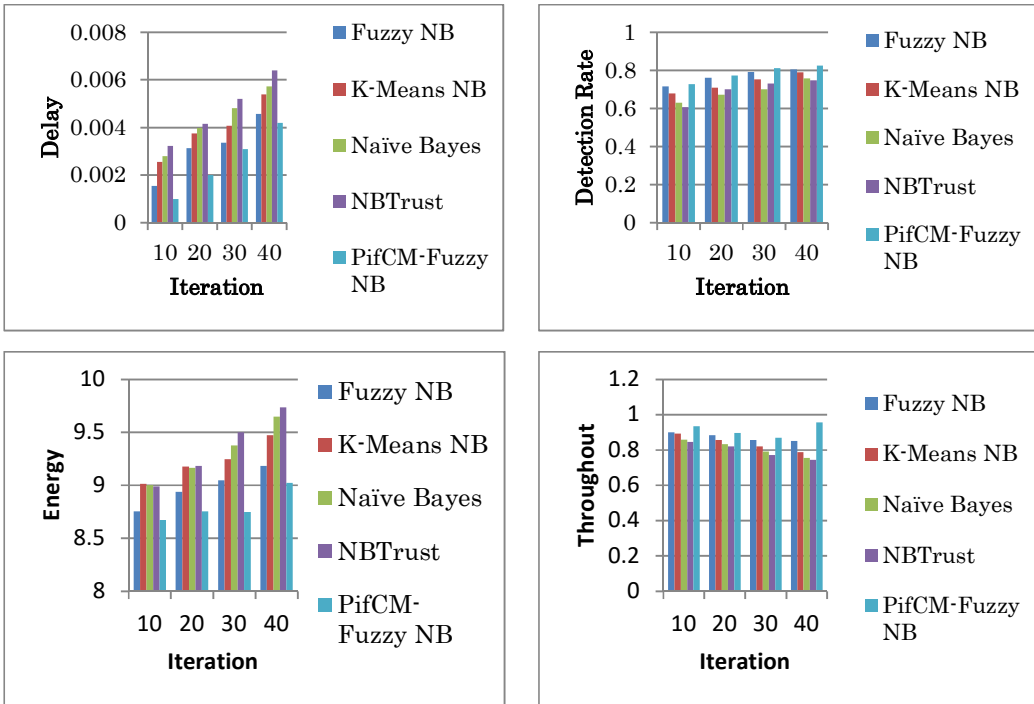 0.008
0.006
0.004
0.002
0
Delay
10 20 30 40
Iteration
Fuzzy NB
K-Means NB
Naïve Bayes
NBTrust
PifCM-Fuzzy
NB
1
0.8
0.6
0.4
0.2
0
Detection Rate
10 20 30 40
Iteration
Fuzzy NB
K-Means NB
Naïve Bayes
NBTrust
PifCM-Fuzzy
NB
10
9.5
9
8.5
8
Energy
10 20 30 40
Iteration
Fuzzy NB
K-Means NB
Naïve Bayes
NBTrust
PifCM-
Fuzzy NB
1.2
1
0.8
0.6
0.4
0.2
0
Throughout
10 20 30 40
Iteration
Fuzzy NB
K-Means NB
Naïve Bayes
NBTrust
PifCM-Fuzzy
NB